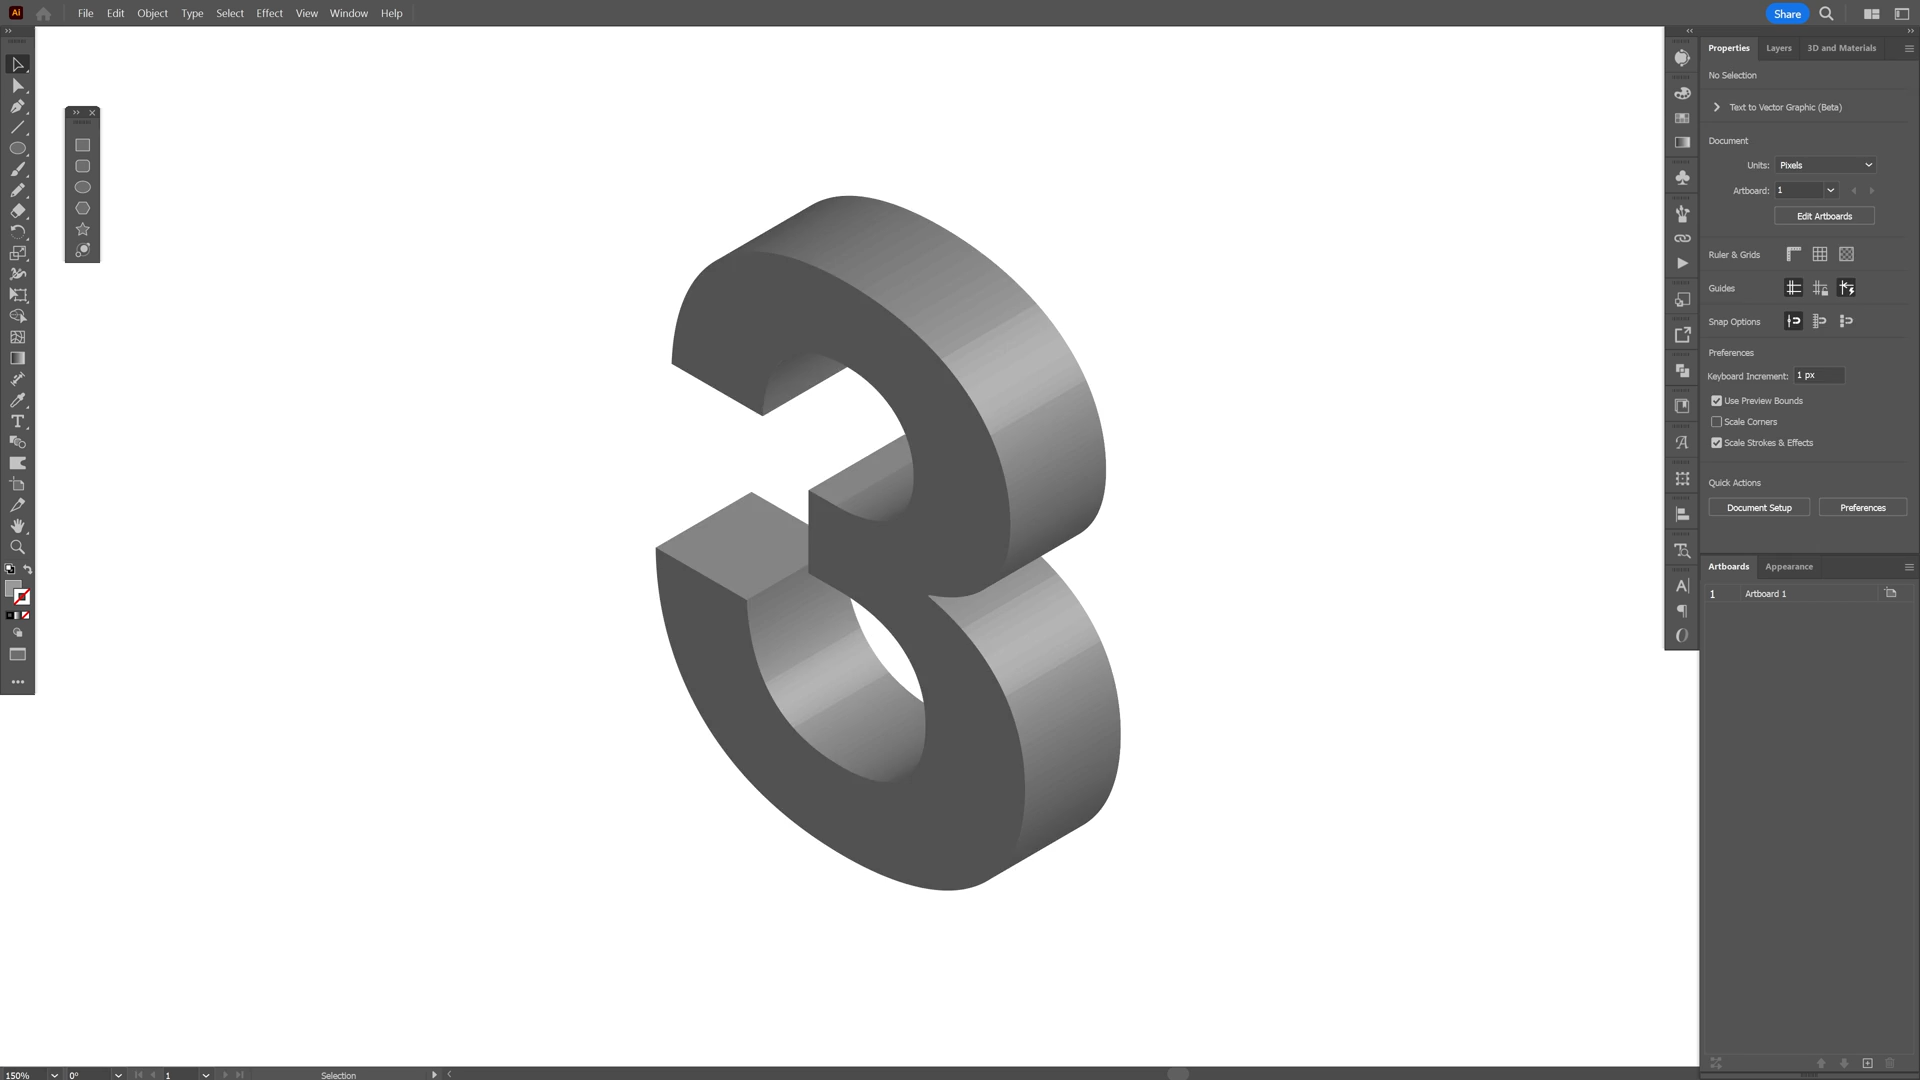 Ai File Edit Object Type Select Effect View Window Help Share
Properties Layers 3D and Materials
No Selection
Text to Vector Graphic (Beta)
Document
Units: Pixels
Artboard: 1
Edit Artboards
Ruler & Grids
Guides
Snap Options
Preferences
Keyboard Increment: 1 px
Use Preview Bounds
Scale Corners
Scale Strokes & Effects
Quick Actions
Document Setup Preferences
Artboards Appearance
1 Artboard 1
3
150% 0° 1 Selection